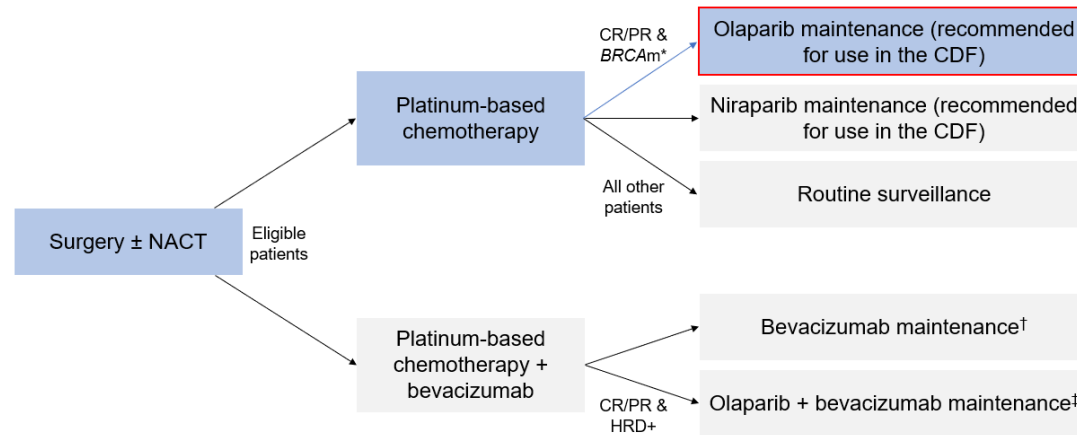 CR/PR &
BRCAm*
Olaparib maintenance (recommended
for use in the CDF)
Platinum-based
chemotherapy
Niraparib maintenance (recommended
for use in the CDF)
All other
patients
Routine surveillance
Surgery ± NACT
Eligible
patients
Platinum-based
chemotherapy +
bevacizumab
Bevacizumab maintenance†
CR/PR &
HRD+
Olaparib + bevacizumab maintenance‡